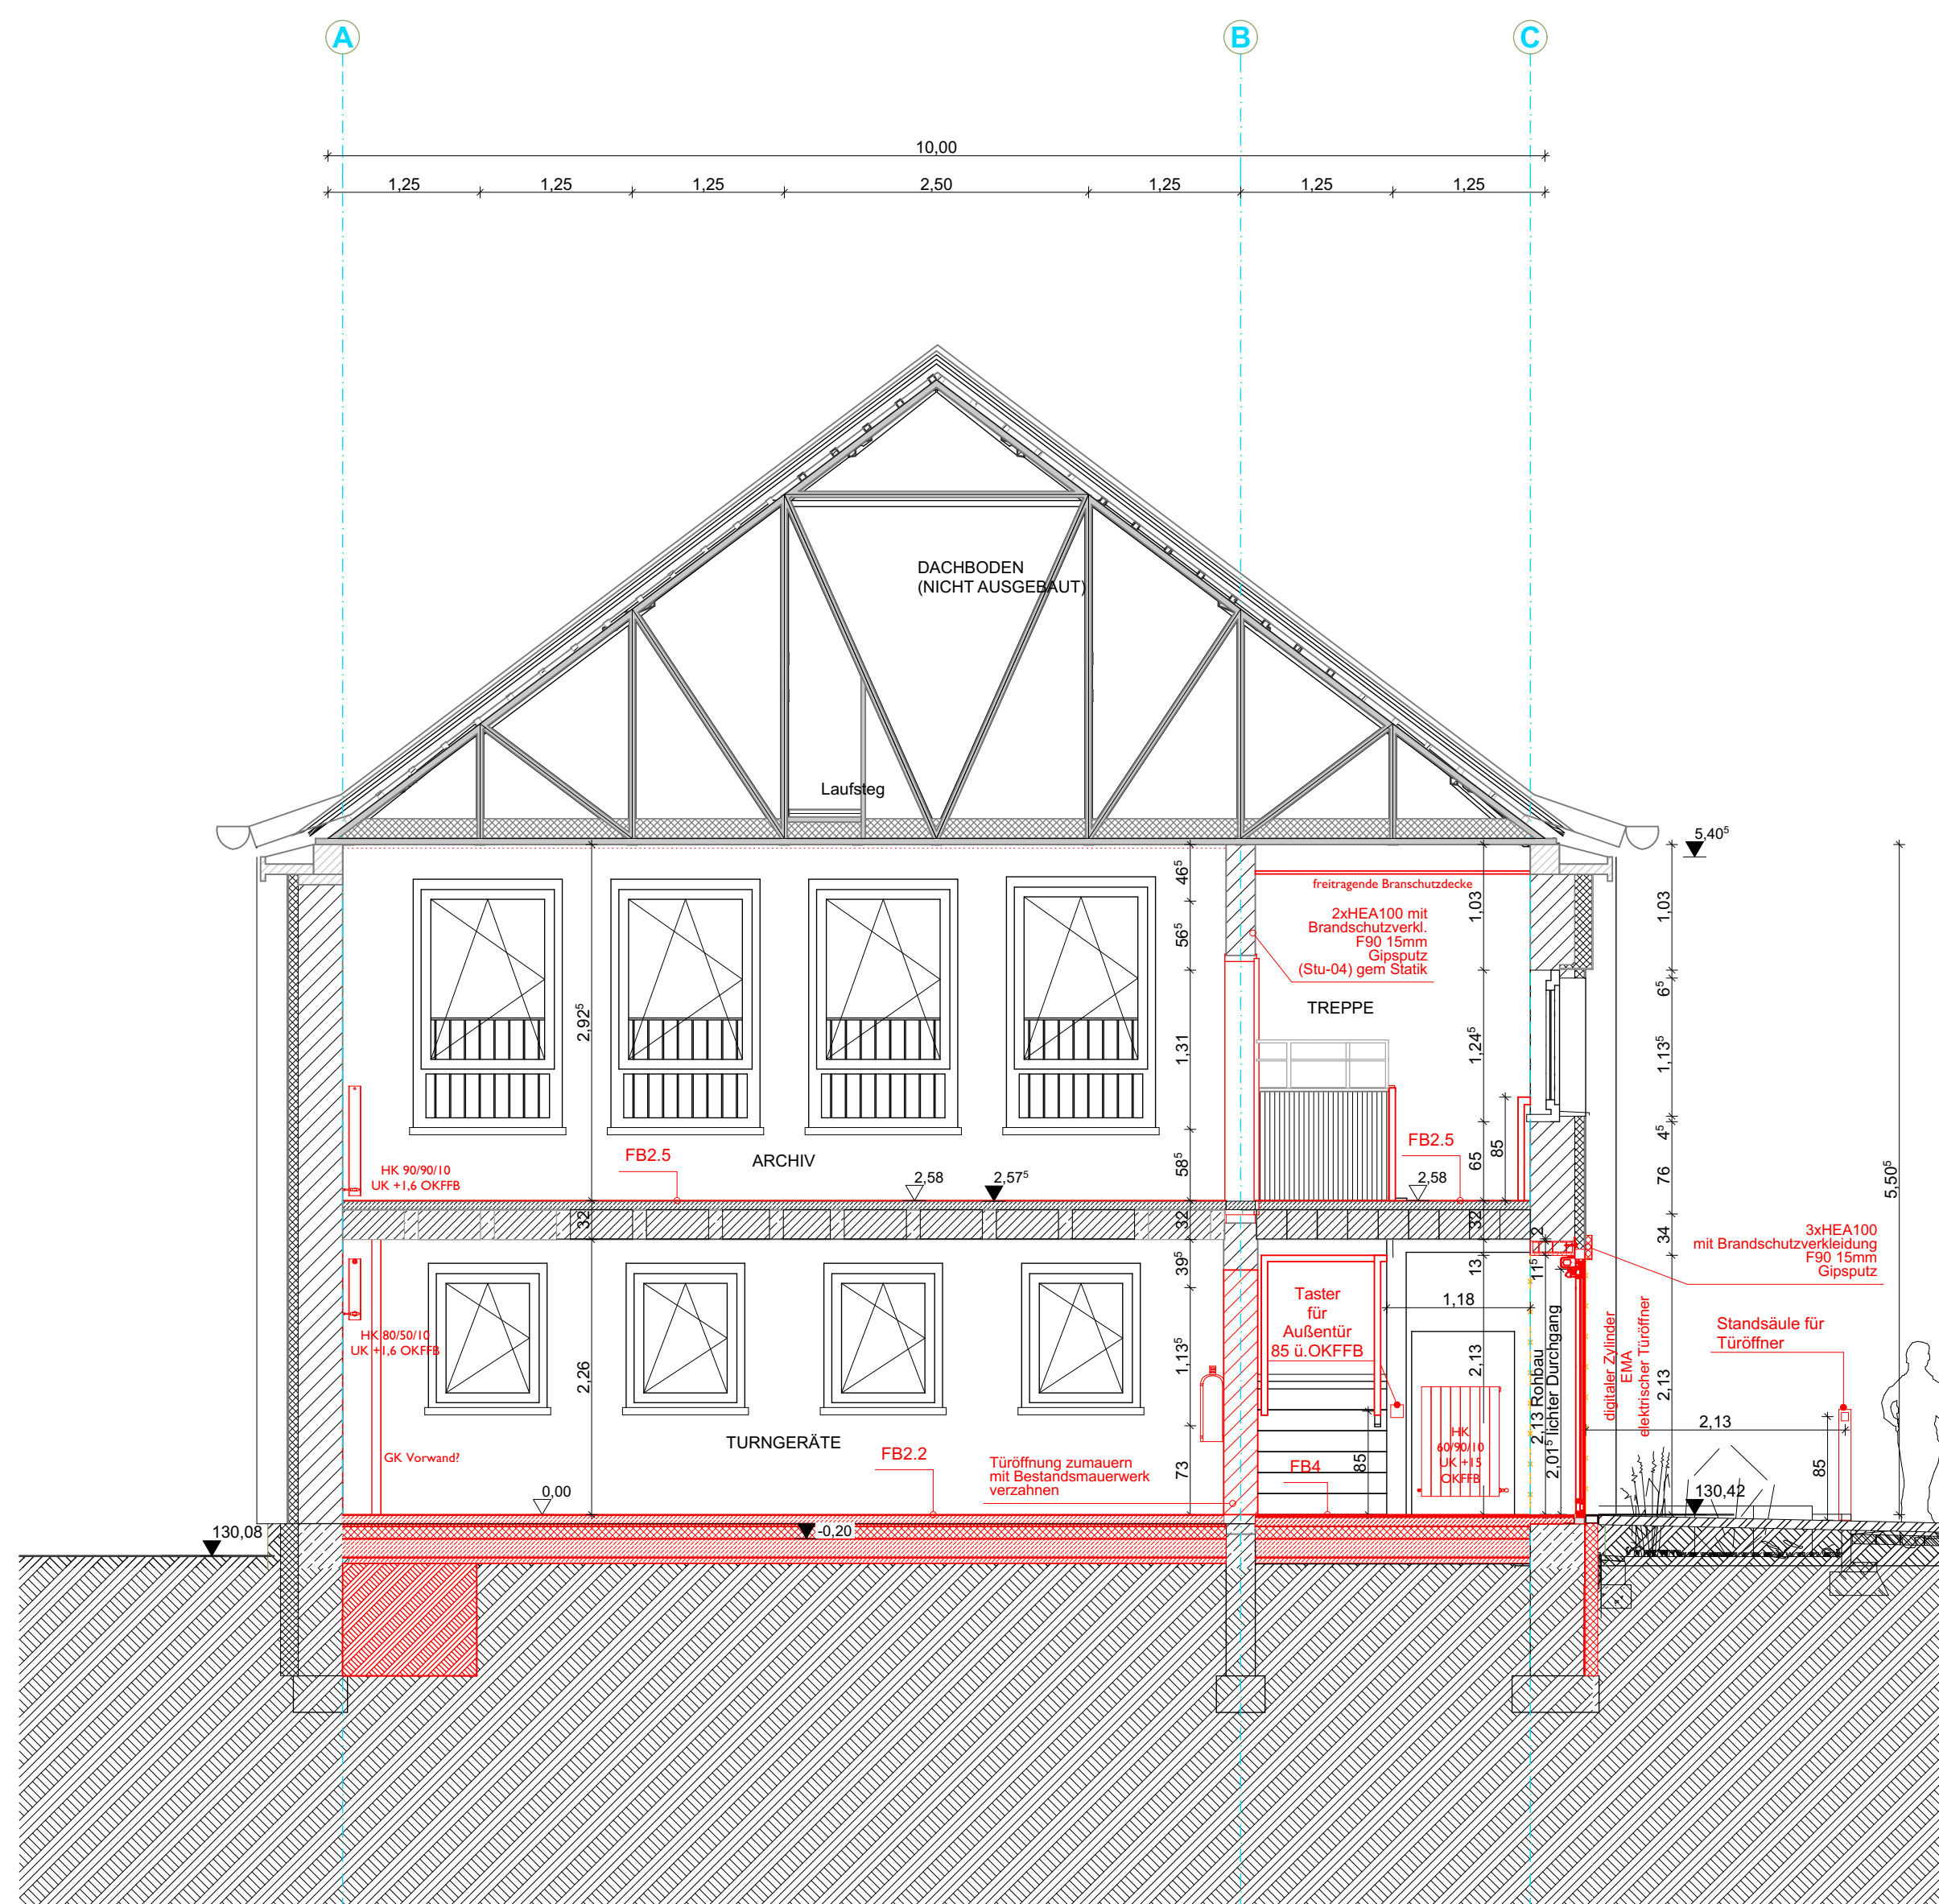 A
B
C
10,00
1,25
1,25
1,25
2,50
1,25
1,25
1,25
DACHBODEN
(NICHT AUSGEBAUT)
Laufsteg
5,40⁵
46⁵
56⁵
1,31
58⁵
32
39⁵
1,13⁵
73
2,92⁵
32
2,26
freitragende Branschutzdecke
2xHEA100 mit
Brandschutzverkl.
F90 15mm
Gipsputz
(Stu-04) gem Statik
TREPPE
1,03
1,24⁵
65
32
13
2,13
85
1,03
6⁵
1,13⁵
4⁵
76
34
2,13
5,50⁵
HK 90/90/10
UK +1,6 OKFFB
FB2.5
ARCHIV
2,58
2,57⁵
FB2.5
2,58
3xHEA100
mit Brandschutzverkleidung
F90 15mm
Gipsputz
2
11⁵
2,13 Rohbau
2,01⁵ lichter Durchgang
1,18
Taster
für
Außentür
85 ü.OKFFB
digitaler Zylinder
EMA
elektrischer Türöffner
Standsäule für
Türöffner
HK 80/50/10
UK +1,6 OKFFB
GK Vorwand?
TURNGERÄTE
FB2.2
Türöffnung zumauern
mit Bestandsmauerwerk
verzahnen
FB4
85
HK
60/90/10
UK +15
OKFFB
2,13
85
0,00
-0,20
130,08
130,42